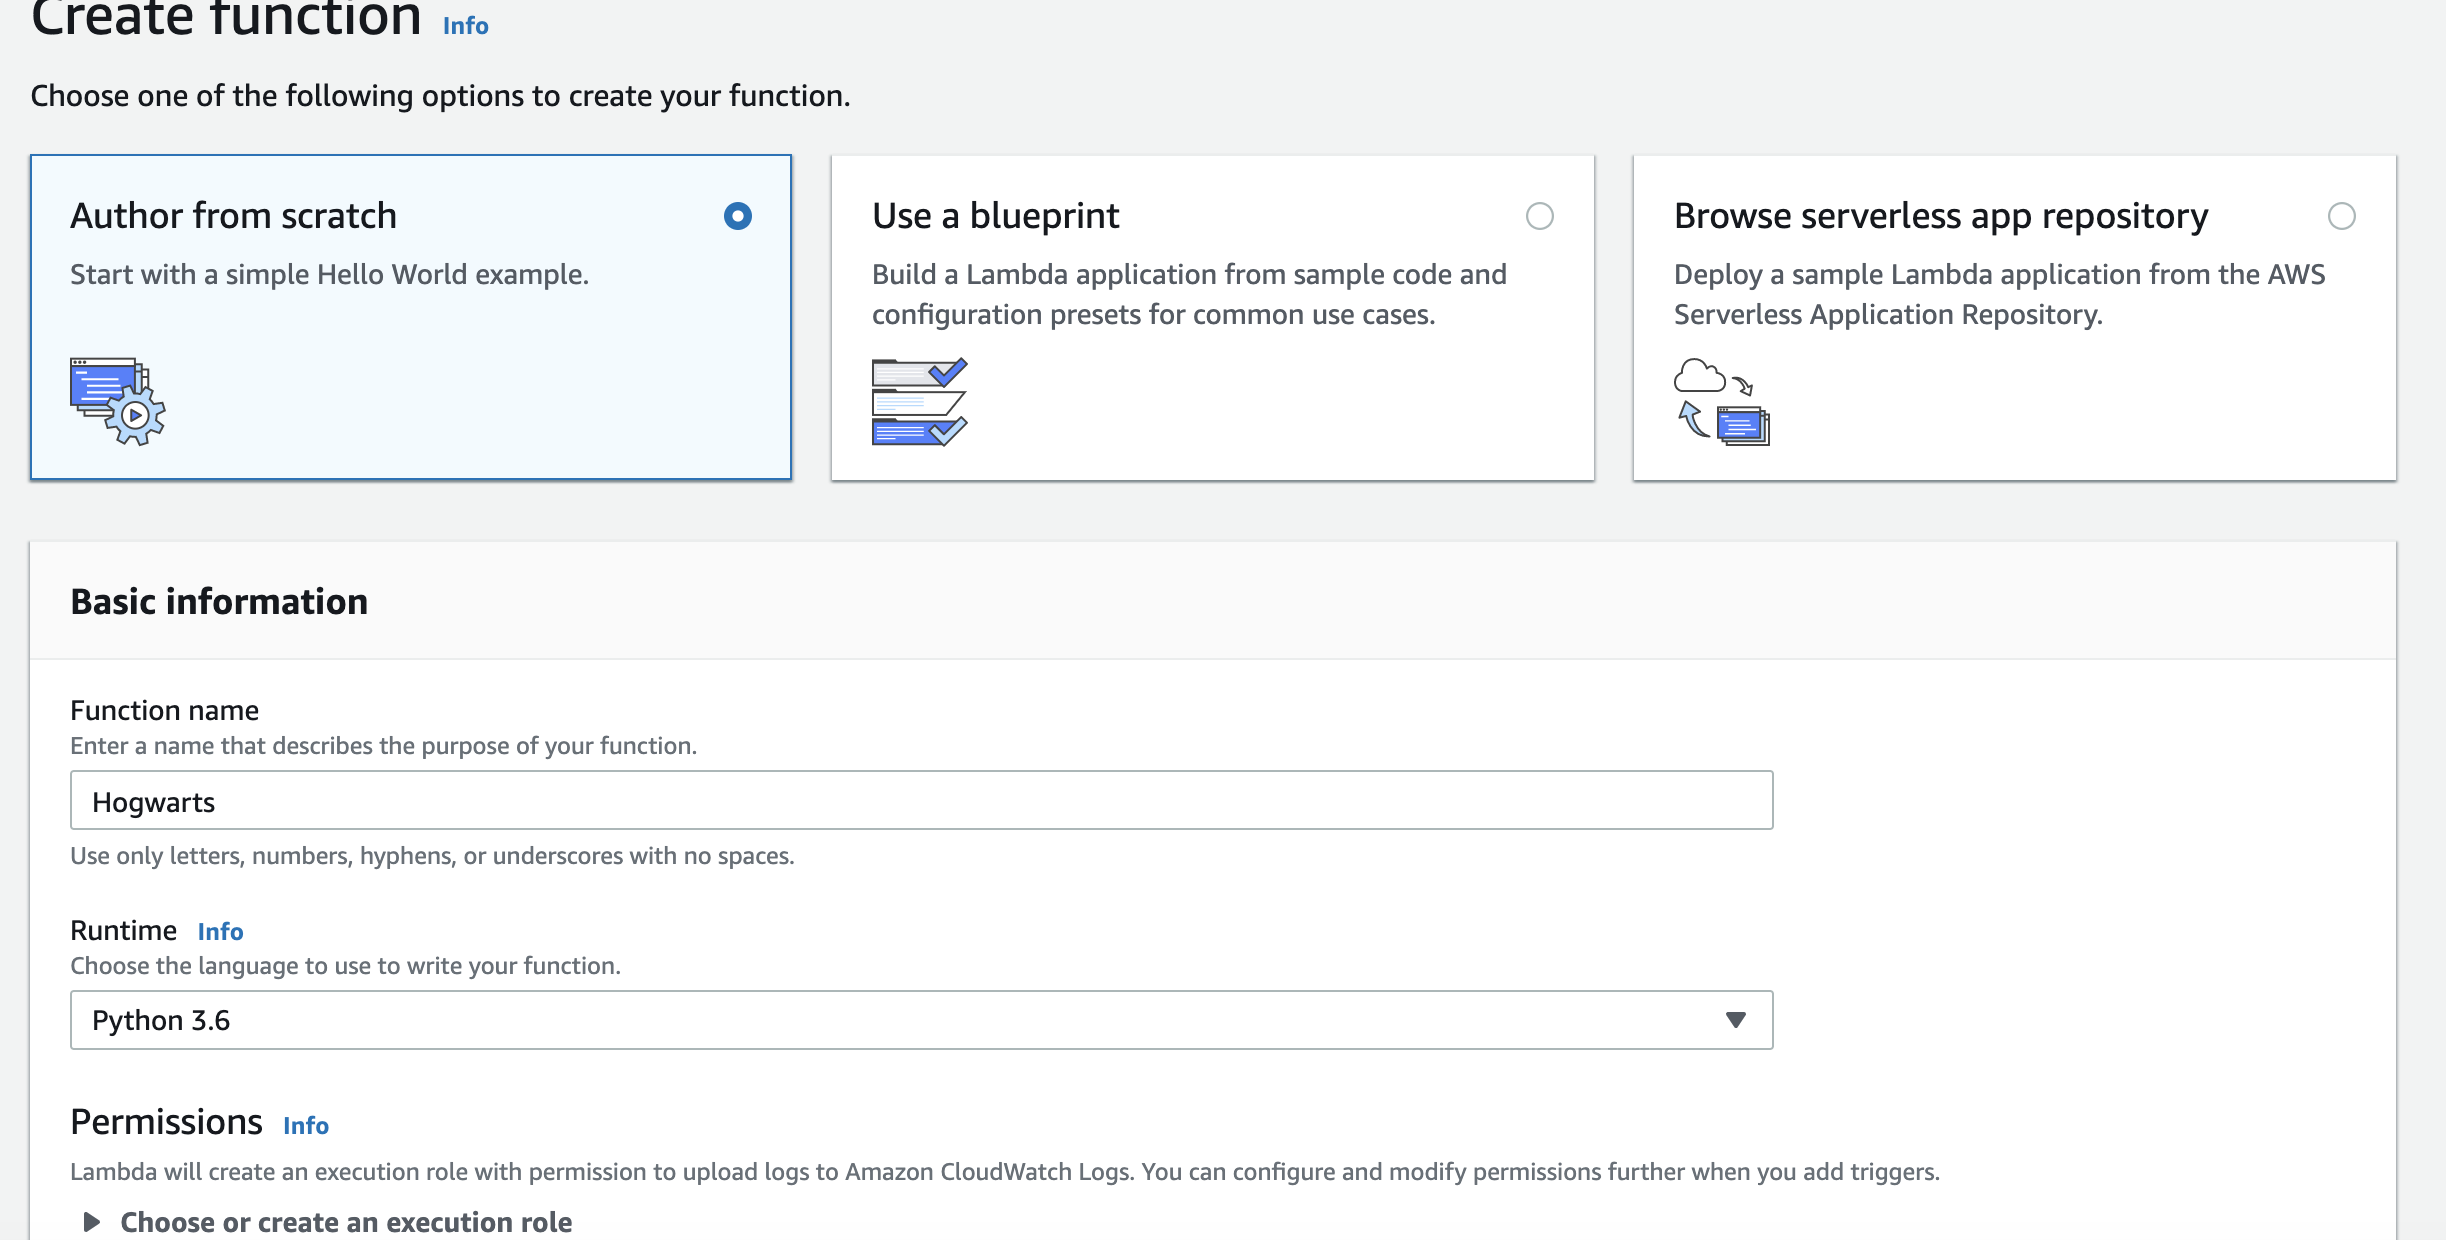 Create function Info
Choose one of the following options to create your function.
Author from scratch
Start with a simple Hello World example.
Use a blueprint
Build a Lambda application from sample code and
configuration presets for common use cases.
Browse serverless app repository
Deploy a sample Lambda application from the AWS
Serverless Application Repository.
Basic information
Function name
Enter a name that describes the purpose of your function.
Hogwarts
Use only letters, numbers, hyphens, or underscores with no spaces.
Runtime Info
Choose the language to use to write your function.
Python 3.6
Permissions Info
Lambda will create an execution role with permission to upload logs to Amazon CloudWatch Logs. You can configure and modify permissions further when you add triggers.
Choose or create an execution role